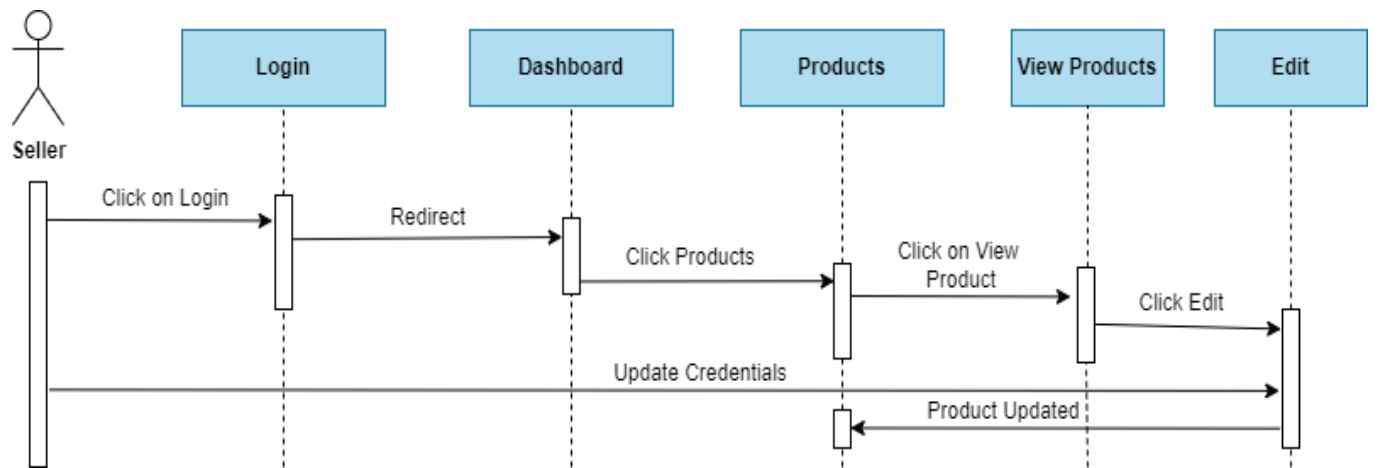 Login
Dashboard
Products
View Products
Edit
Seller
Click on Login
Redirect
Click Products
Click on View
Product
Click Edit
Update Credentials
Product Updated